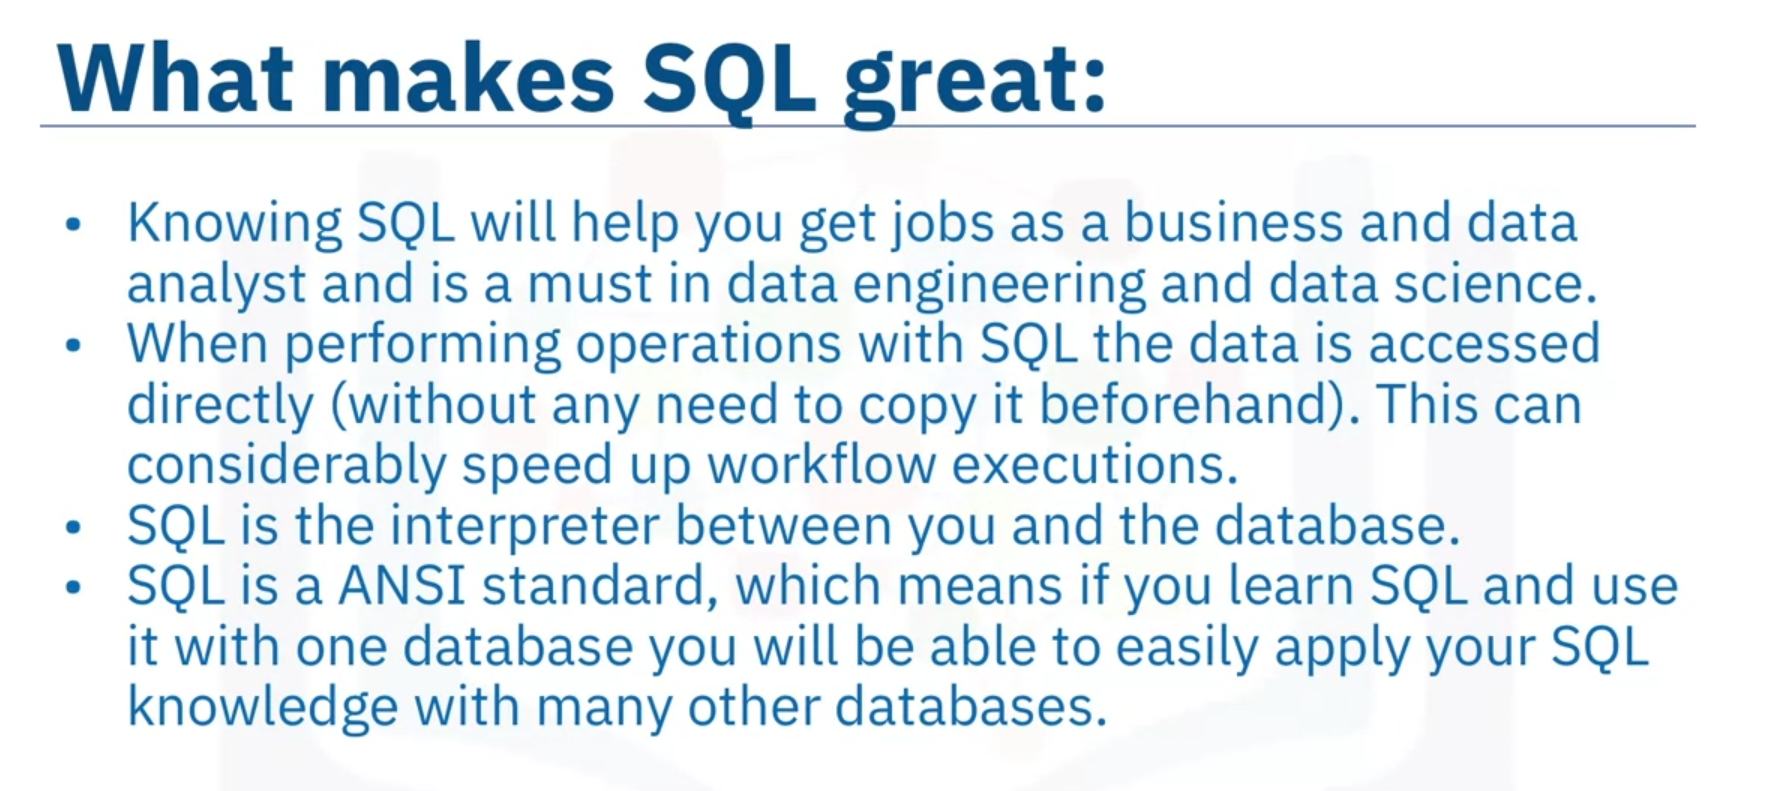 What makes SQL great:
• Knowing SQL will help you get jobs as a business and data
analyst and is a must in data engineering and data science.
• When performing operations with SQL the data is accessed
directly (without any need to copy it beforehand). This can
considerably speed up workflow executions.
• SQL is the interpreter between you and the database.
• SQL is a ANSI standard, which means if you learn SQL and use
it with one database you will be able to easily apply your SQL
knowledge with many other databases.